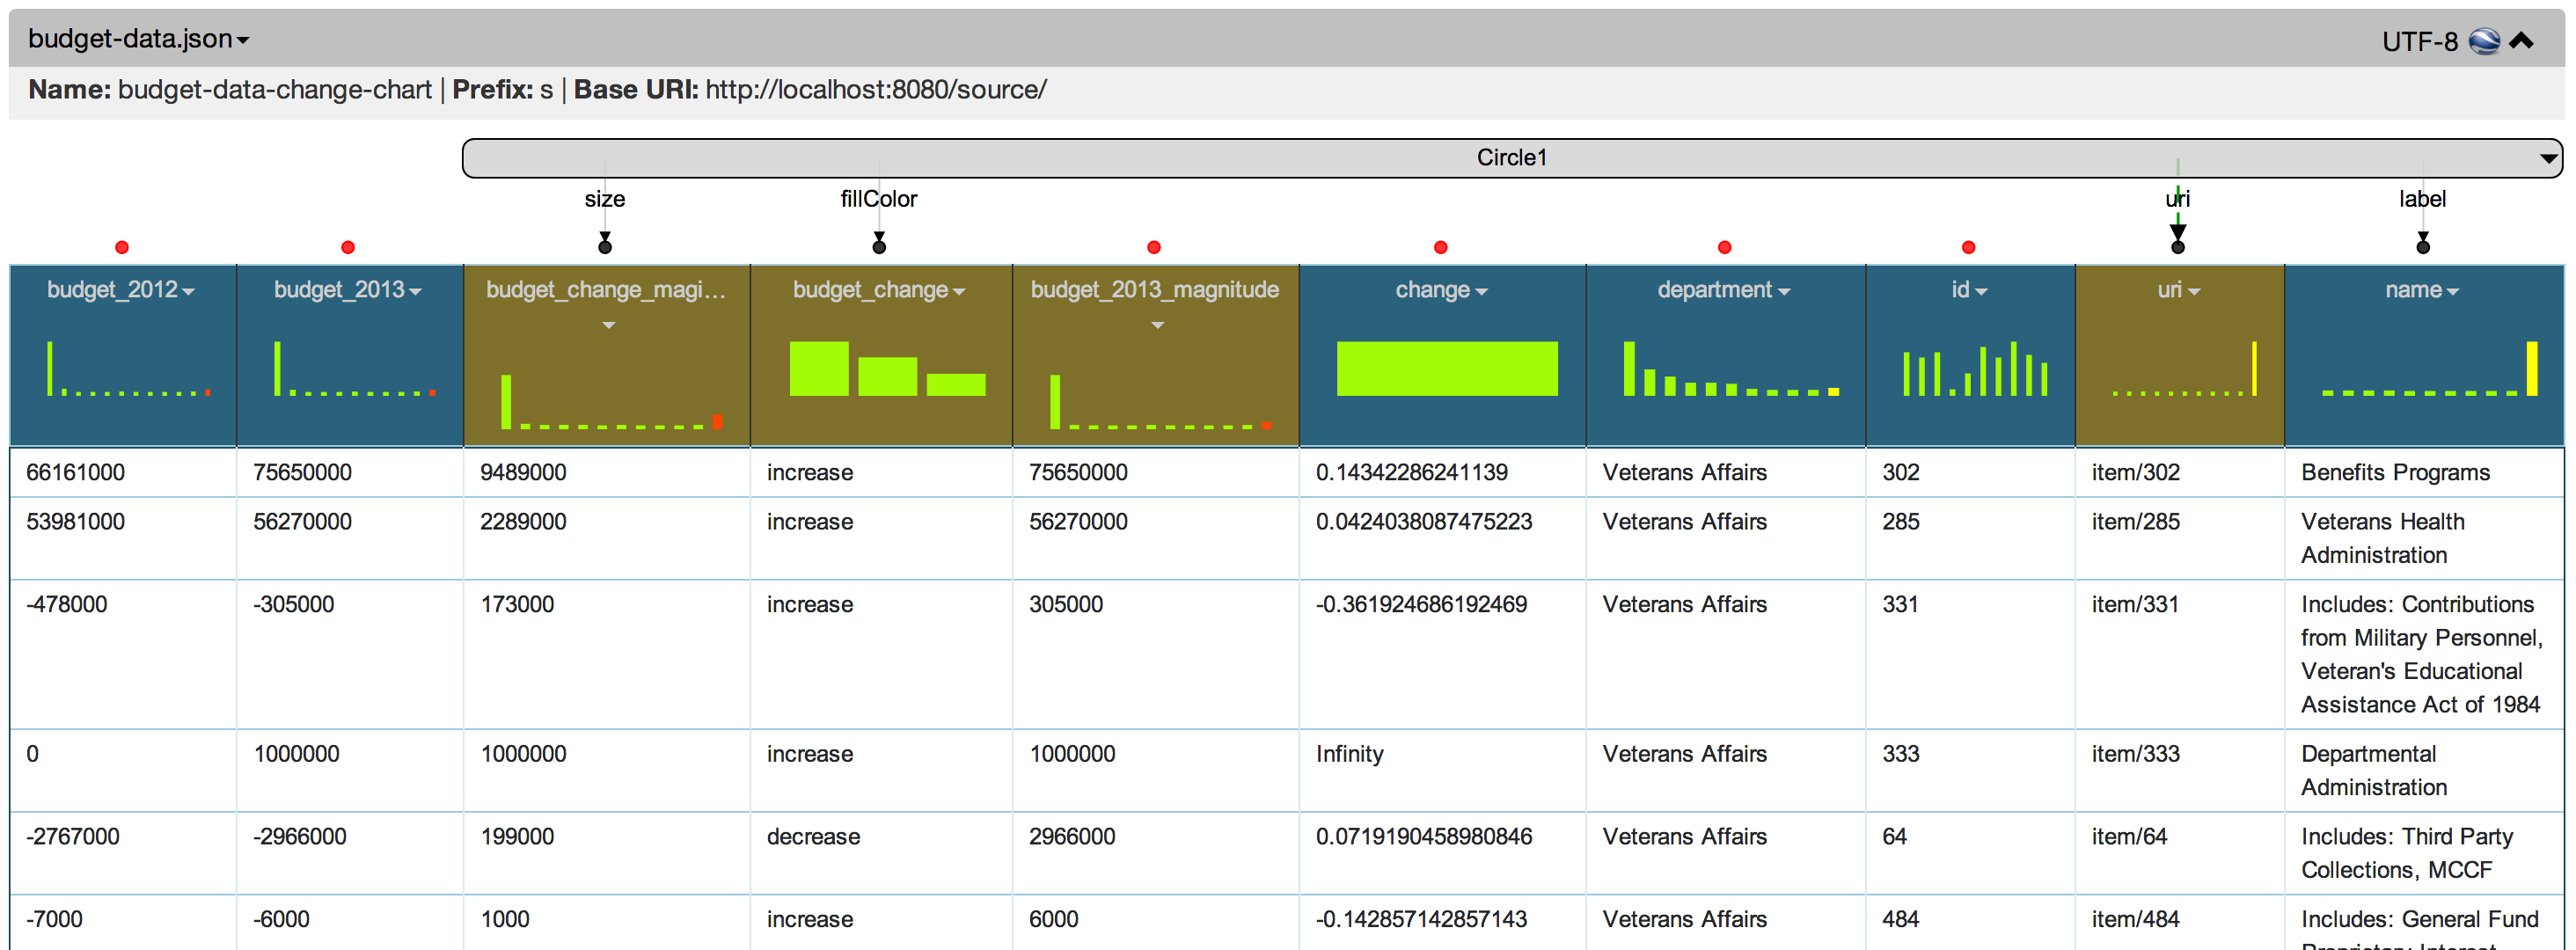 budget-data.json
UTF-8
Name: budget-data-change-chart | Prefix: s | Base URI: http://localhost:8080/source/
Circle1
size fillColor uri label
budget_2012 budget_2013 budget_change_magi... budget_change budget_2013_magnitude change department id uri name
66161000 75650000 9489000 increase 75650000 0.14342286241139 Veterans Affairs 302 item/302 Benefits Programs
53981000 56270000 2289000 increase 56270000 0.0424038087475223 Veterans Affairs 285 item/285 Veterans Health
Administration
-478000 -305000 173000 increase 305000 -0.361924686192469 Veterans Affairs 331 item/331 Includes: Contributions
from Military Personnel,
Veteran's Educational
Assistance Act of 1984
0 1000000 1000000 increase 1000000 Infinity Veterans Affairs 333 item/333 Departmental
Administration
-2767000 -2966000 199000 decrease 2966000 0.0719190458980846 Veterans Affairs 64 item/64 Includes: Third Party
Collections, MCCF
-7000 -6000 1000 increase 6000 -0.142857142857143 Veterans Affairs 484 item/484 Includes: General Fund